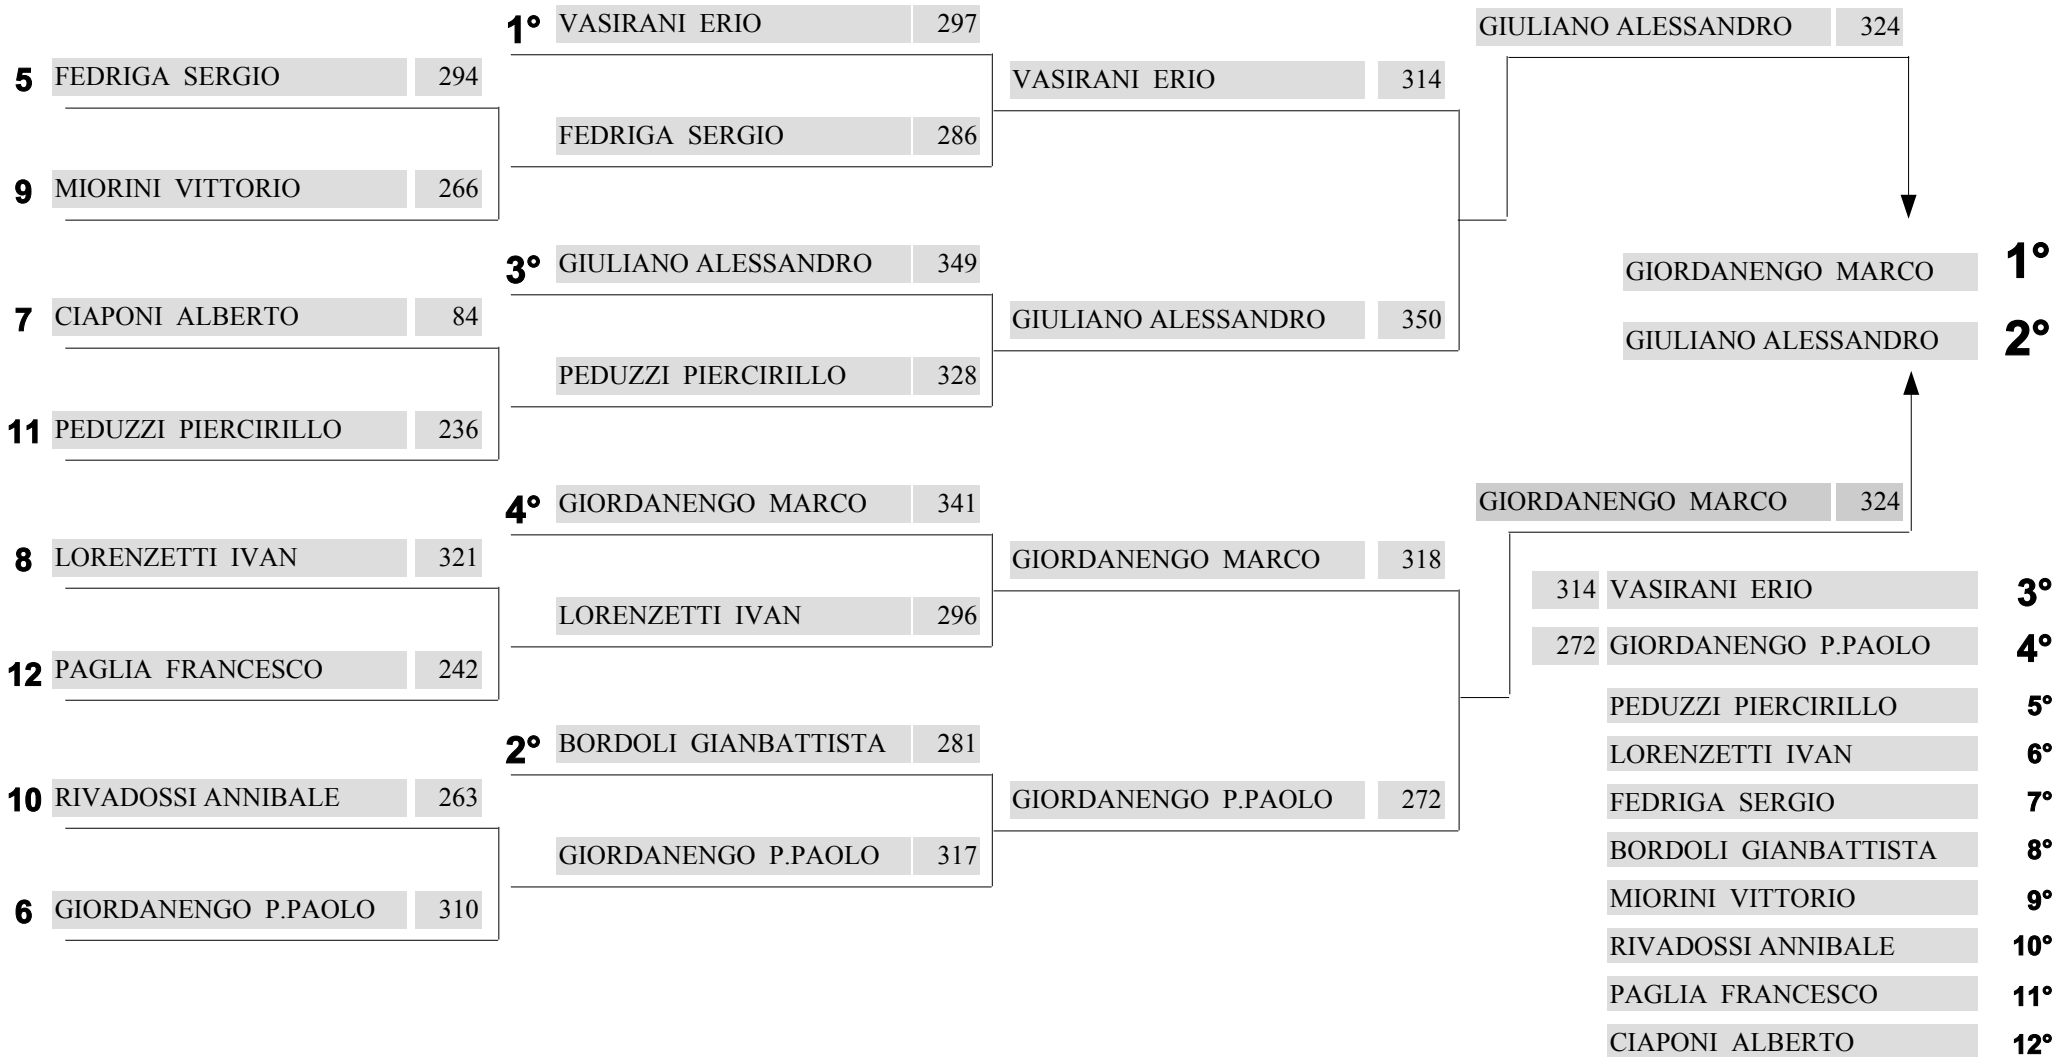 5 FEDRIGA SERGIO 294
9 MIORINI VITTORIO 266
7 CIAPONI ALBERTO 84
11 PEDUZZI PIERCIRILLO 236
8 LORENZETTI IVAN 321
12 PAGLIA FRANCESCO 242
10 RIVADOSSI ANNIBALE 263
6 GIORDANENGO P.PAOLO 310
1° VASIRANI ERIO 297
FEDRIGA SERGIO 286
3° GIULIANO ALESSANDRO 349
PEDUZZI PIERCIRILLO 328
4° GIORDANENGO MARCO 341
LORENZETTI IVAN 296
2° BORDOLI GIANBATTISTA 281
GIORDANENGO P.PAOLO 317
VASIRANI ERIO 314
GIULIANO ALESSANDRO 350
GIORDANENGO MARCO 318
GIORDANENGO P.PAOLO 272
GIULIANO ALESSANDRO 324
GIORDANENGO MARCO 324
GIORDANENGO MARCO 1°
GIULIANO ALESSANDRO 2°
314 VASIRANI ERIO 3°
272 GIORDANENGO P.PAOLO 4°
PEDUZZI PIERCIRILLO 5°
LORENZETTI IVAN 6°
FEDRIGA SERGIO 7°
BORDOLI GIANBATTISTA 8°
MIORINI VITTORIO 9°
RIVADOSSI ANNIBALE 10°
PAGLIA FRANCESCO 11°
CIAPONI ALBERTO 12°